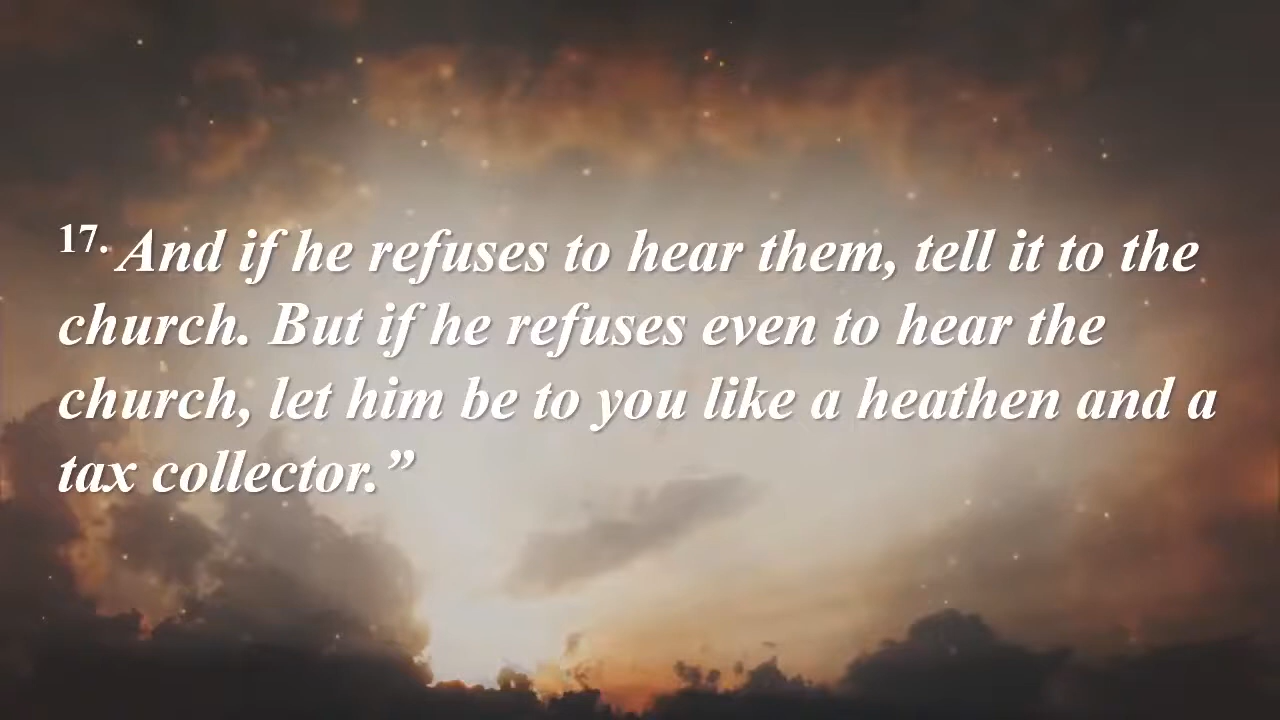 17. And if he refuses to hear them, tell it to the
church. But if he refuses even to hear the
church, let him be to you like a heathen and a
tax collector.”